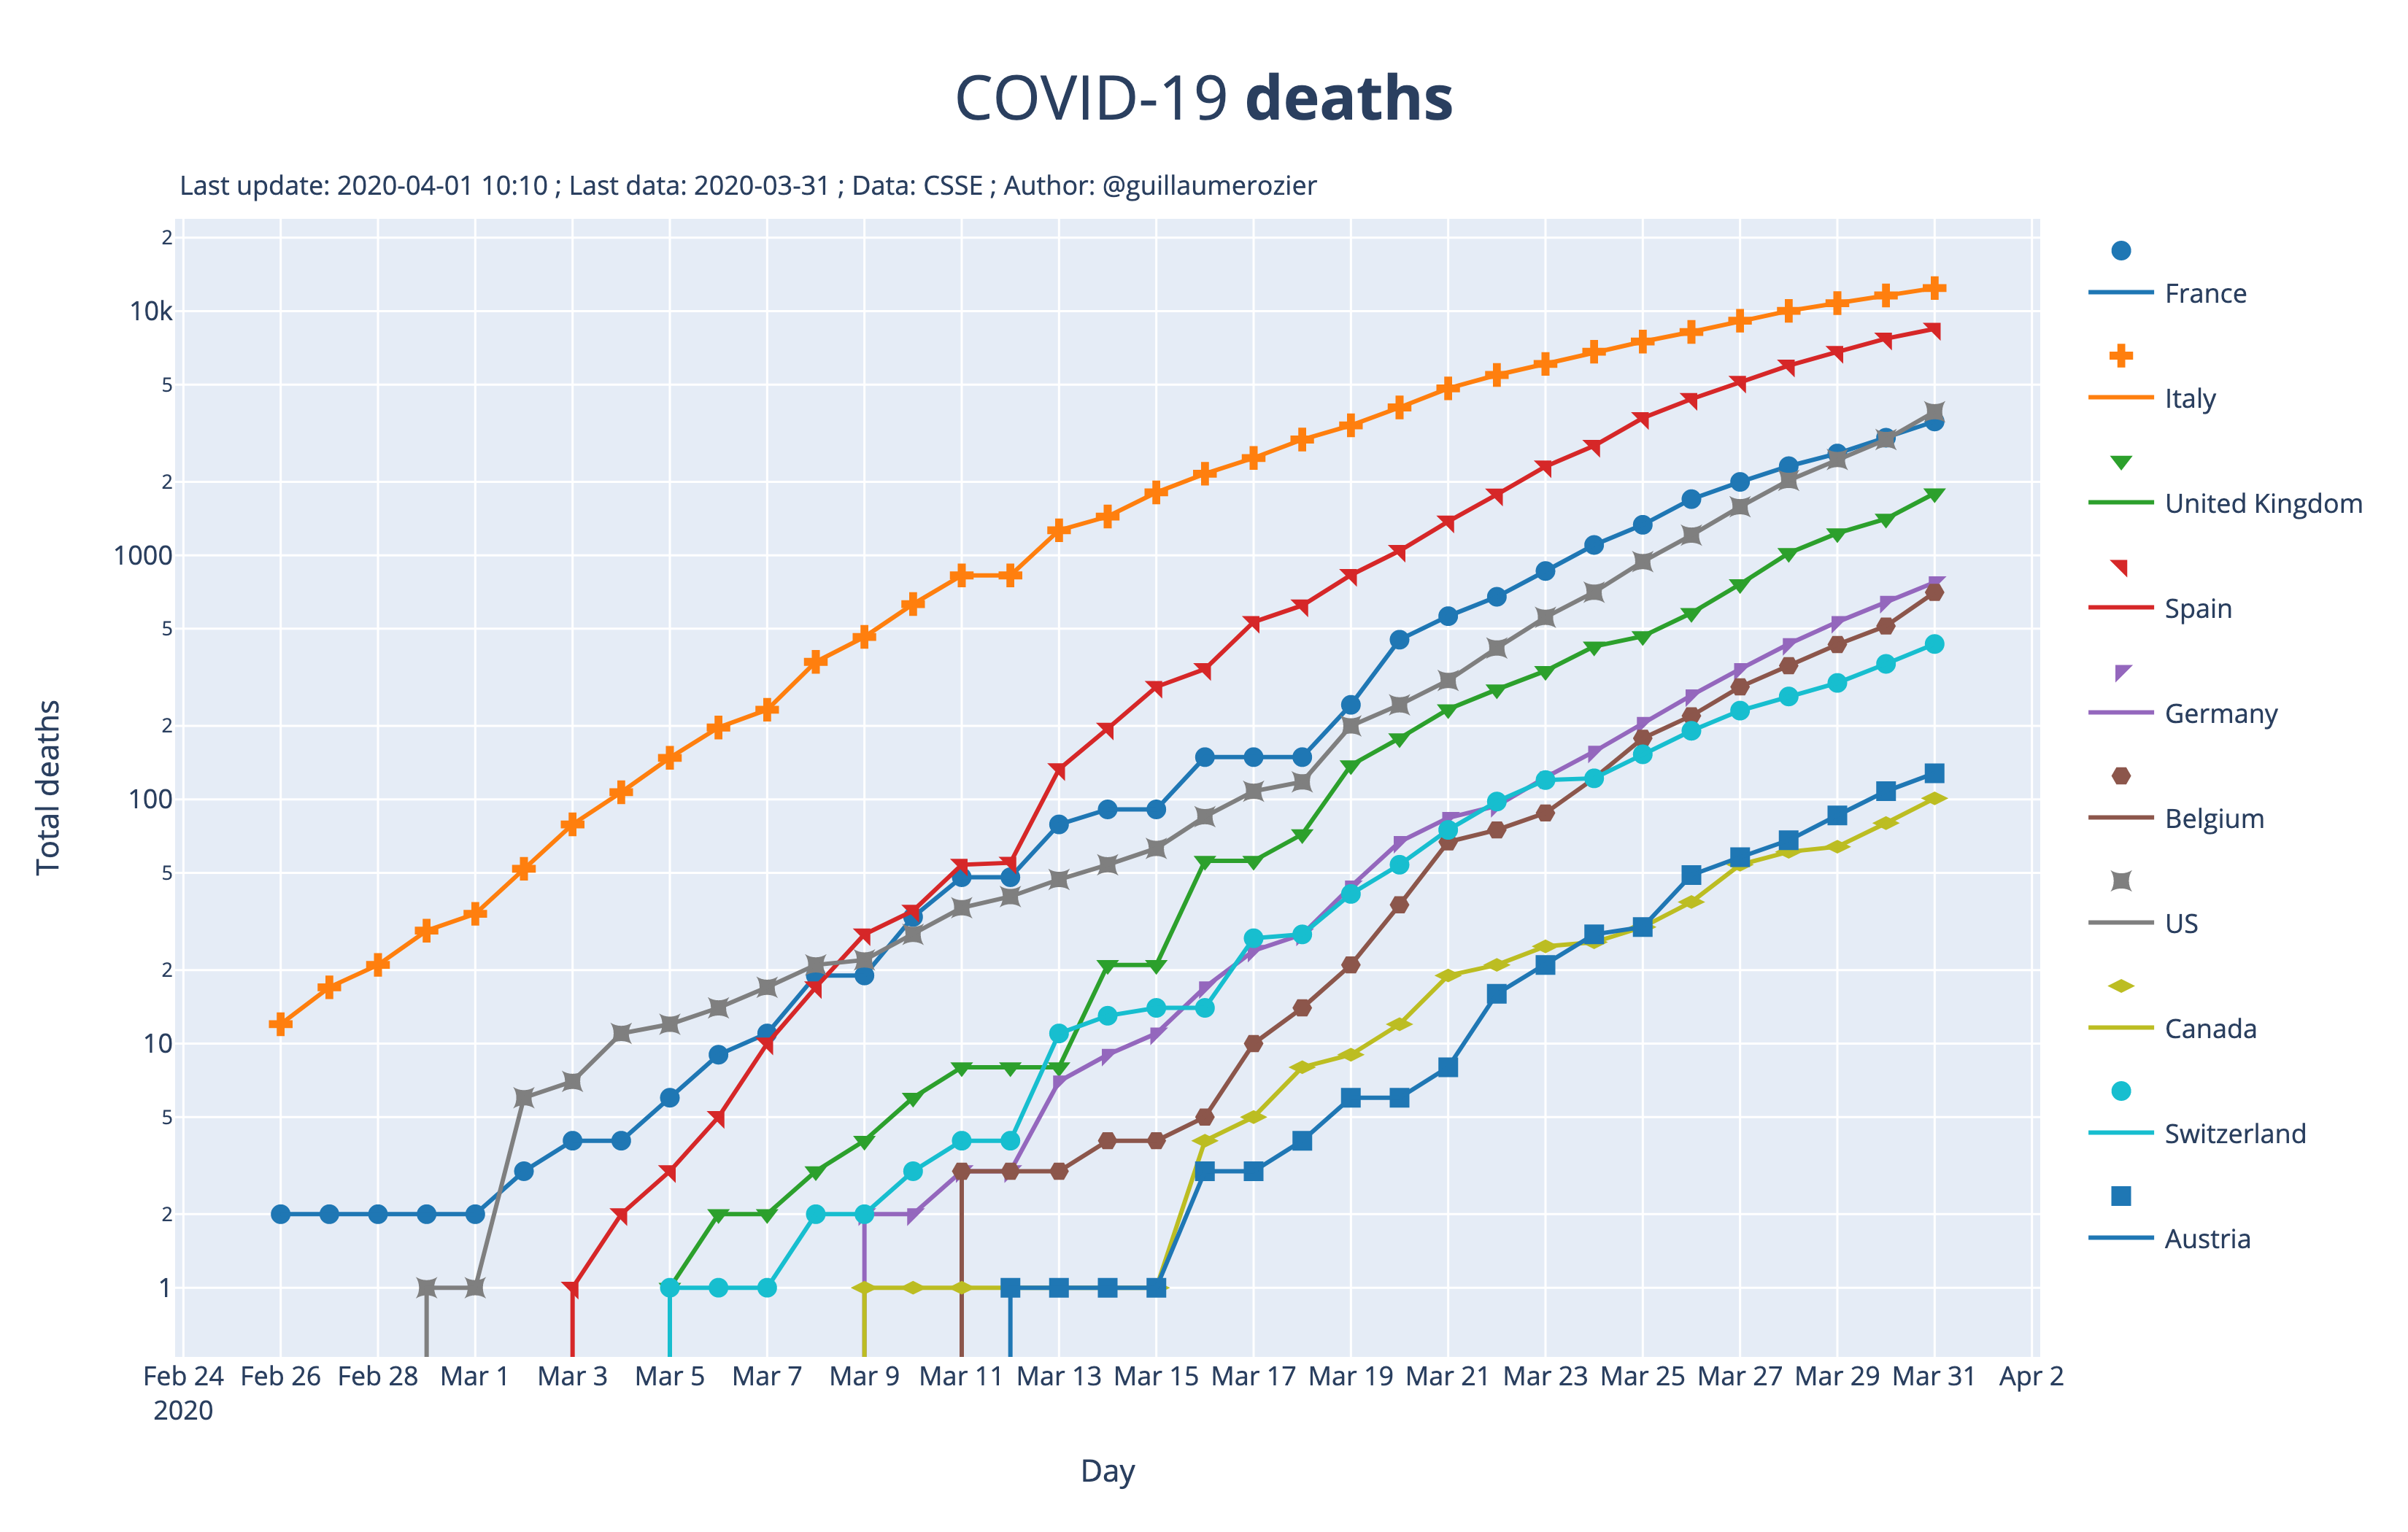 COVID-19 deaths
Last update: 2020-04-01 10:10 ; Last data: 2020-03-31 ; Data: CSSE ; Author: @guillaumerozier
2
10k
5
2
1000
5
2
100
5
2
10
5
2
1
Total deaths
Feb 24 Feb 26 Feb 28 Mar 1 Mar 3 Mar 5 Mar 7 Mar 9 Mar 11 Mar 13 Mar 15 Mar 17 Mar 19 Mar 21 Mar 23 Mar 25 Mar 27 Mar 29 Mar 31 Apr 2
2020
Day
France
Italy
United Kingdom
Spain
Germany
Belgium
US
Canada
Switzerland
Austria